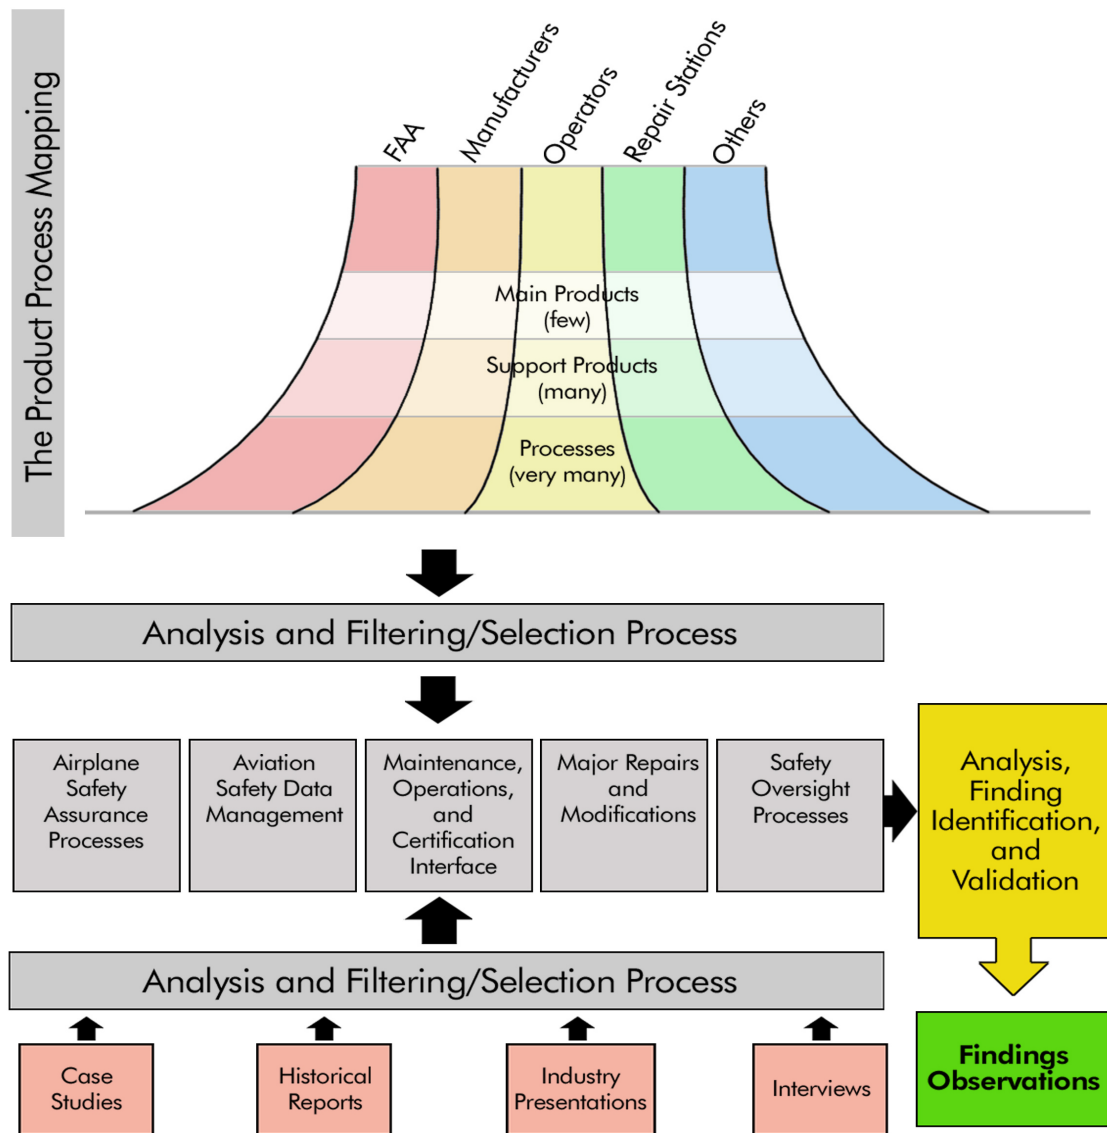 The Product Process Mapping
FAA
Manufacturers
Operators
Repair Stations
Others
Main Products
(few)
Support Products
(many)
Processes
(very many)
Analysis and Filtering/Selection Process
Airplane
Safety
Assurance
Processes
Aviation
Safety Data
Management
Maintenance,
Operations,
and
Certification
Interface
Major Repairs
and
Modifications
Safety
Oversight
Processes
Analysis,
Finding
Identification,
and
Validation
Analysis and Filtering/Selection Process
Case
Studies
Historical
Reports
Industry
Presentations
Interviews
Findings
Observations